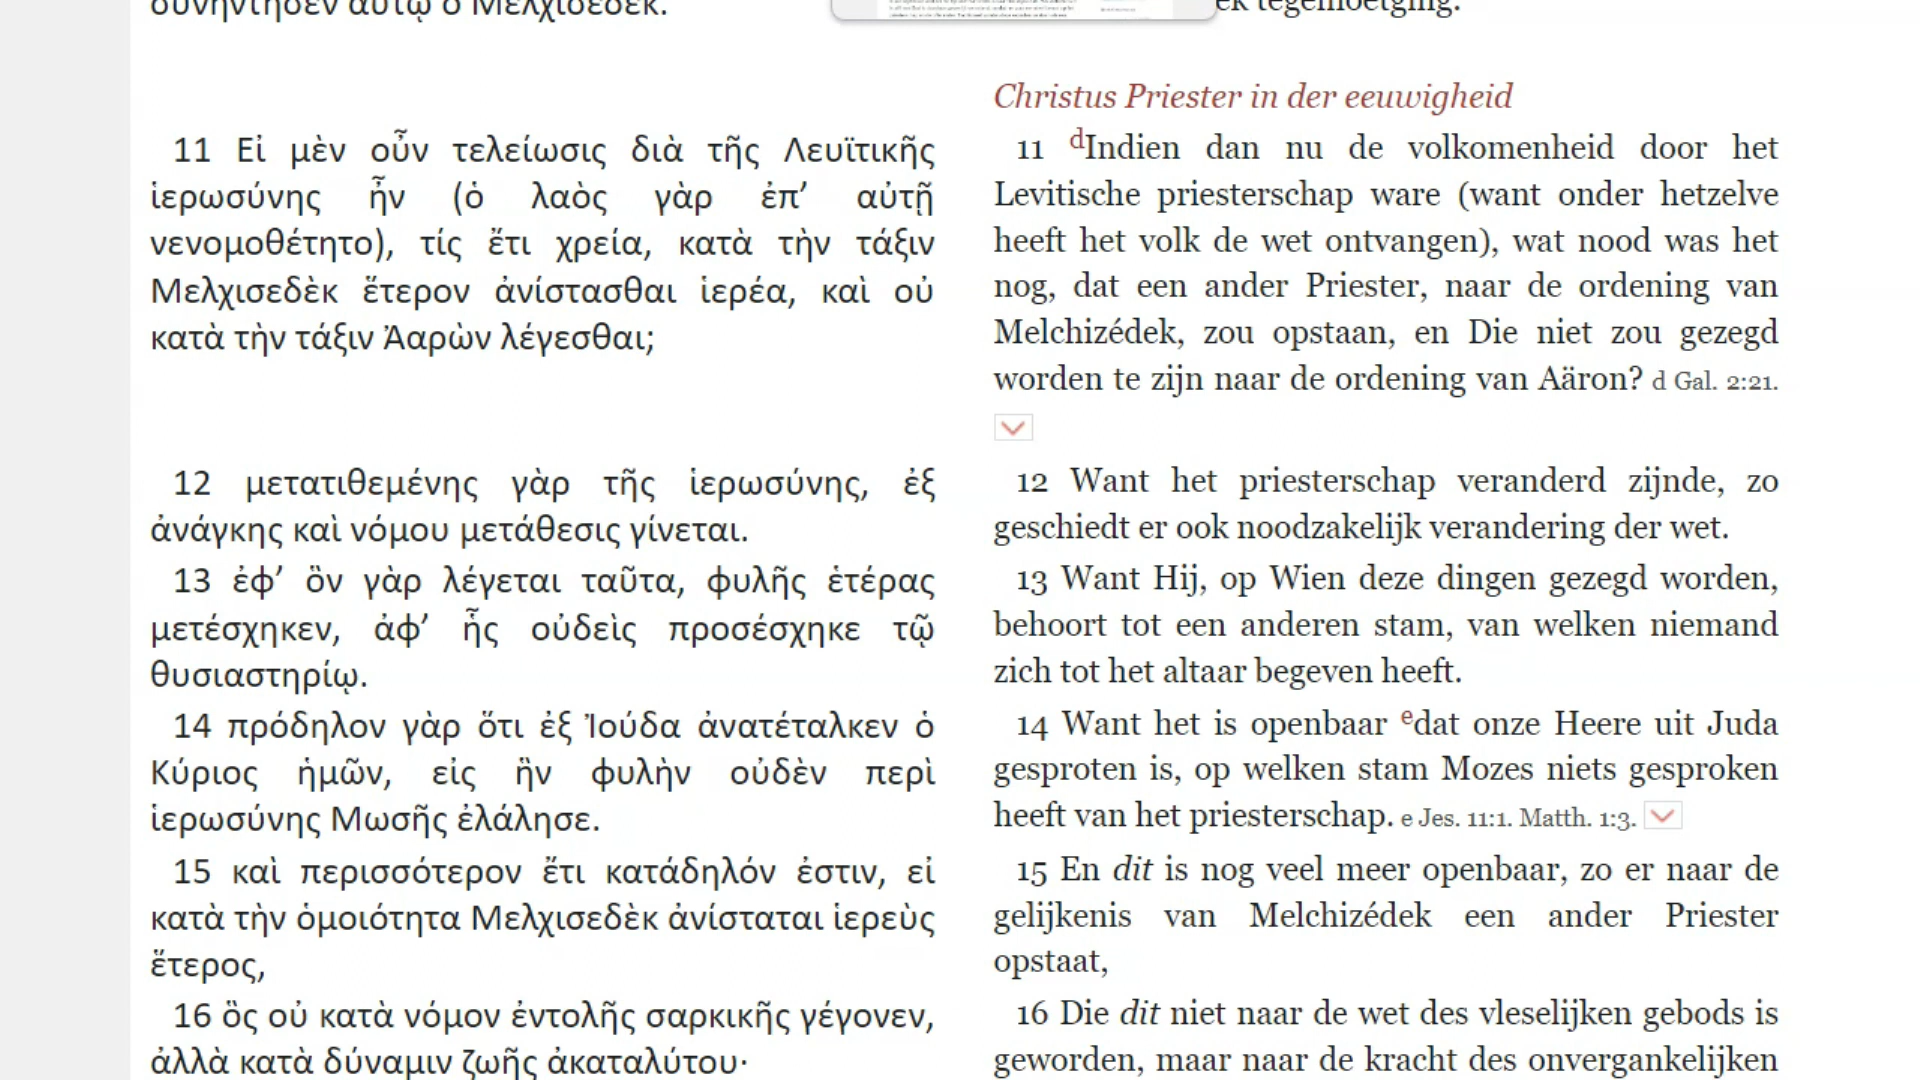 συνήντησεν αὐτῷ ὁ Μελχισεδέκ.
11 Εἰ μὲν οὖν τελείωσις διὰ τῆς Λευϊτικῆς
ἱερωσύνης ἦν (ὁ λαὸς γὰρ ἐπ’ αὐτῇ
νενομοθέτητο), τίς ἔτι χρεία, κατὰ τὴν τάξιν
Μελχισεδὲκ ἕτερον ἀνίστασθαι ἱερέα, καὶ οὐ
κατὰ τὴν τάξιν Ἀαρὼν λέγεσθαι;
12 μετατιθεμένης γὰρ τῆς ἱερωσύνης, ἐξ
ἀνάγκης καὶ νόμου μετάθεσις γίνεται.
13 ἐφ’ ὃν γὰρ λέγεται ταῦτα, φυλῆς ἑτέρας
μετέσχηκεν, ἀφ’ ἧς οὐδεὶς προσέσχηκε τῷ
θυσιαστηρίῳ.
14 πρόδηλον γὰρ ὅτι ἐξ Ἰούδα ἀνατέταλκεν ὁ
Κύριος ἡμῶν, εἰς ἣν φυλὴν οὐδὲν περὶ
ἱερωσύνης Μωσῆς ἐλάλησε.
15 καὶ περισσότερον ἔτι κατάδηλόν ἐστιν, εἰ
κατὰ τὴν ὁμοιότητα Μελχισεδὲκ ἀνίσταται ἱερεὺς
ἕτερος,
16 ὃς οὐ κατὰ νόμον ἐντολῆς σαρκικῆς γέγονεν,
ἀλλὰ κατὰ δύναμιν ζωῆς ἀκαταλύτου·
tegemoetging.
Christus Priester in der eeuwigheid
11 dIndien dan nu de volkomenheid door het
Levitische priesterschap ware (want onder hetzelve
heeft het volk de wet ontvangen), wat nood was het
nog, dat een ander Priester, naar de ordening van
Melchizédek, zou opstaan, en Die niet zou gezegd
worden te zijn naar de ordening van Aäron? d Gal. 2:21.
12 Want het priesterschap veranderd zijnde, zo
geschiedt er ook noodzakelijk verandering der wet.
13 Want Hij, op Wien deze dingen gezegd worden,
behoort tot een anderen stam, van welken niemand
zich tot het altaar begeven heeft.
14 Want het is openbaar edat onze Heere uit Juda
gesproten is, op welken stam Mozes niets gesproken
heeft van het priesterschap. e Jes. 11:1. Matth. 1:3.
15 En dit is nog veel meer openbaar, zo er naar de
gelijkenis van Melchizédek een ander Priester
opstaat,
16 Die dit niet naar de wet des vleselijken gebods is
geworden, maar naar de kracht des onvergankelijken